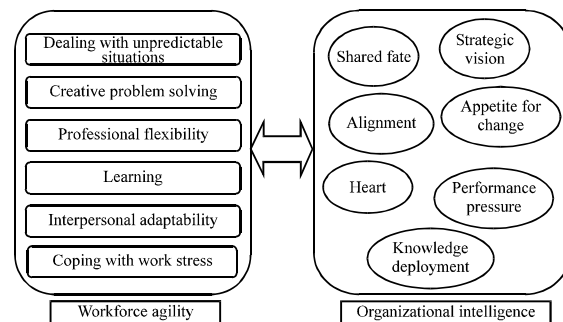 Dealing with unpredictable
situations
Creative problem solving
Professional flexibility
Learning
Interpersonal adaptability
Coping with work stress
Workforce agility
Shared fate
Strategic
vision
Alignment
Appetite for
change
Heart
Performance
pressure
Knowledge
deployment
Organizational intelligence